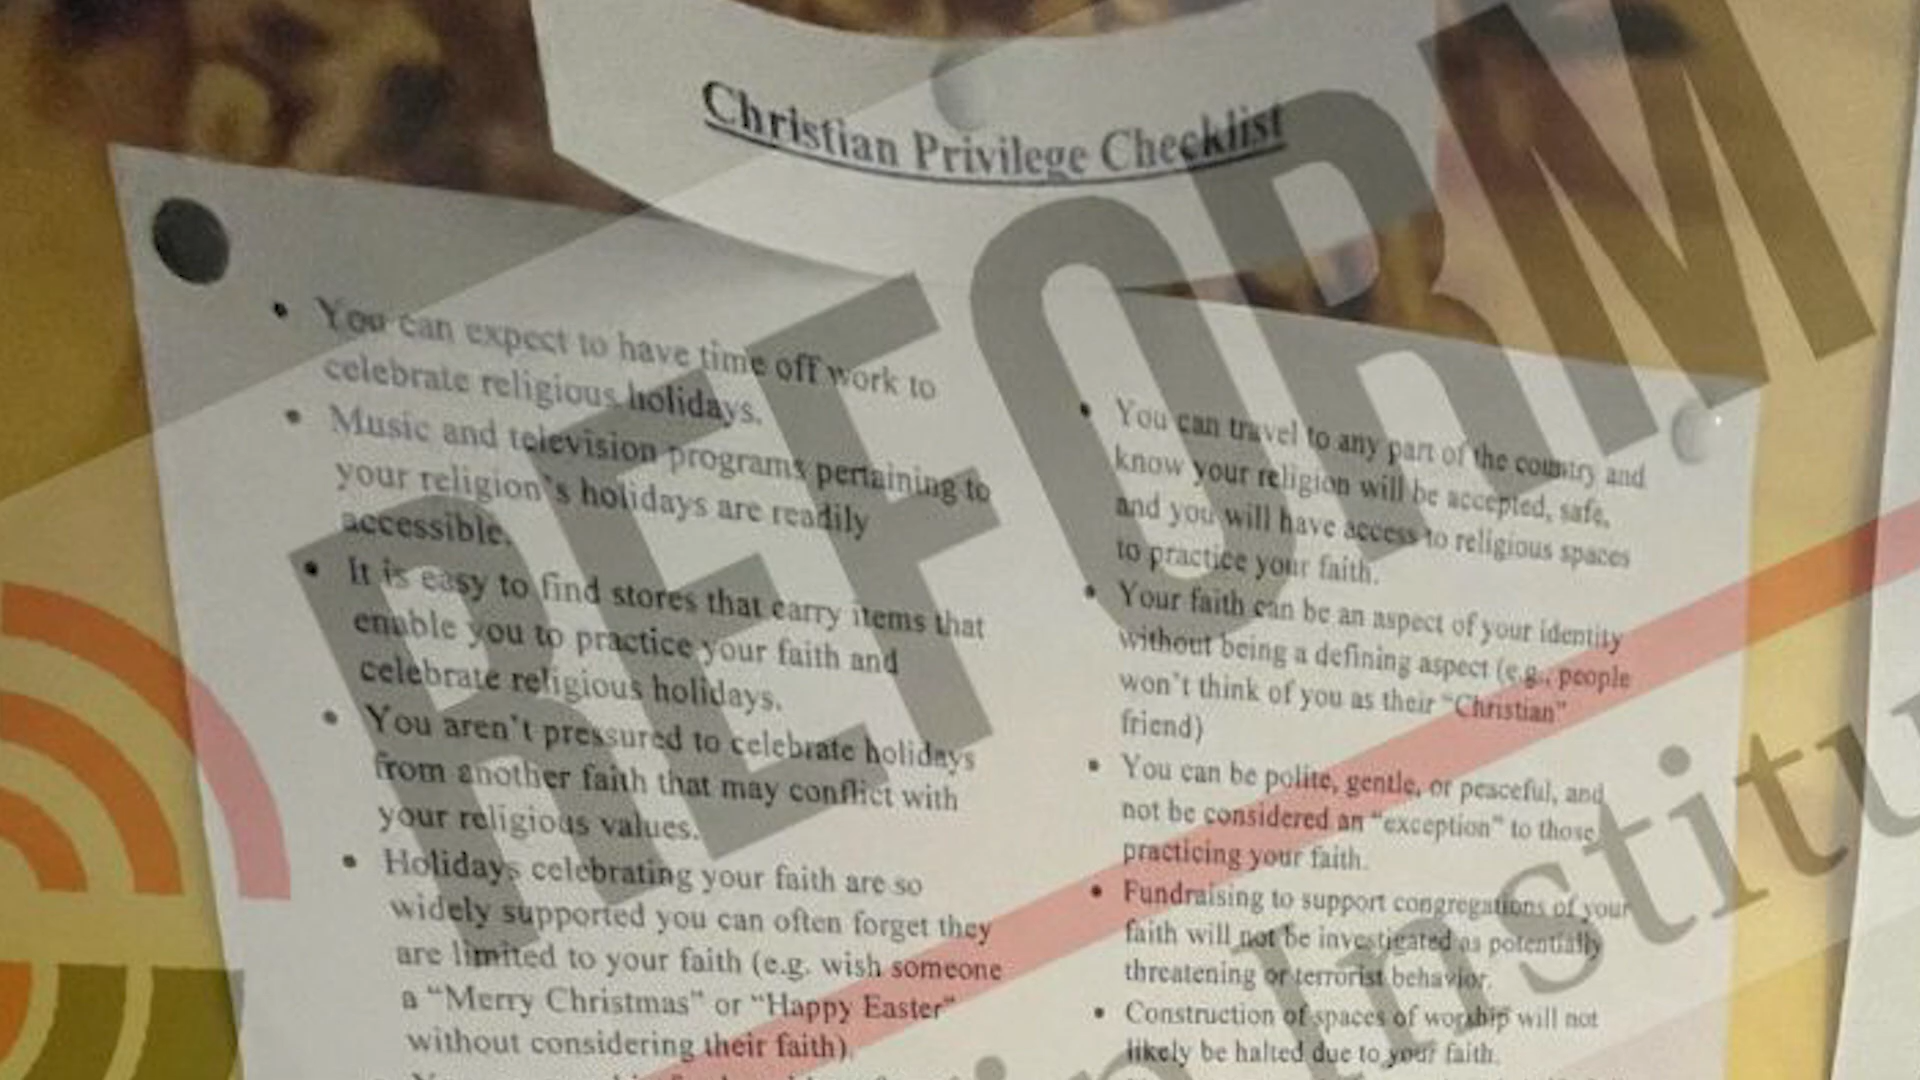 Christian Privilege Checklist
You can expect to have time off work to
celebrate religious holidays.
Music and television programs pertaining to
your religion's holidays are readily
accessible.
It is easy to find stores that carry items that
enable you to practice your faith and
celebrate religious holidays.
You aren't pressured to celebrate holidays
from another faith that may conflict with
your religious values.
Holidays celebrating your faith are so
widely supported you can often forget they
are limited to your faith (e.g. wish someone
a "Merry Christmas" or "Happy Easter"
without considering their faith).
You can travel to any part of the country and
know your religion will be accepted, safe,
and you will have access to religious spaces
to practice your faith.
Your faith can be an aspect of your identity
without being a defining aspect (e.g., people
won't think of you as their "Christian"
friend)
You can be polite, gentle, or peaceful, and
not be considered an "exception" to those
practicing your faith.
Fundraising to support congregations of your
faith will not be investigated as potentially
threatening or terrorist behavior.
Construction of spaces of worship will not
likely be halted due to your faith.
REFORM